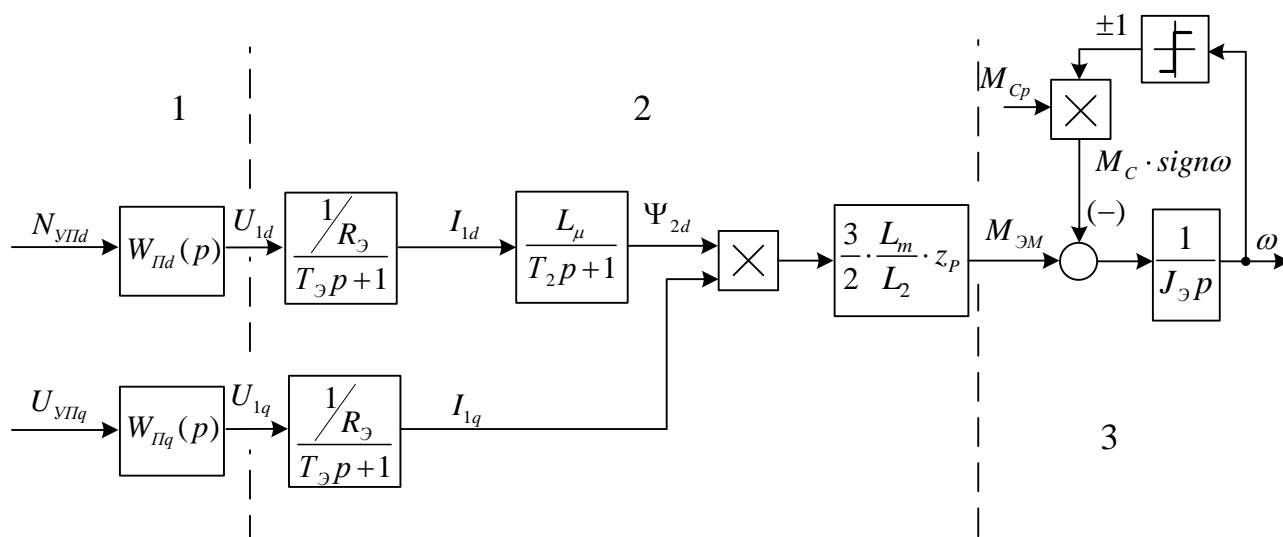 ±1
M_{Cp}
×
1
2
M_C · signω
N_{УПd}
W_{Пd}(p)
U_{1d}
1/R_Э
T_Э p + 1
I_{1d}
L_μ
T_2 p + 1
Ψ_{2d}
×
3/2 · L_m/L_2 · z_P
M_{ЭМ}
(−)
1
J_Э p
ω
U_{УПq}
W_{Пq}(p)
U_{1q}
1/R_Э
T_Э p + 1
I_{1q}
3